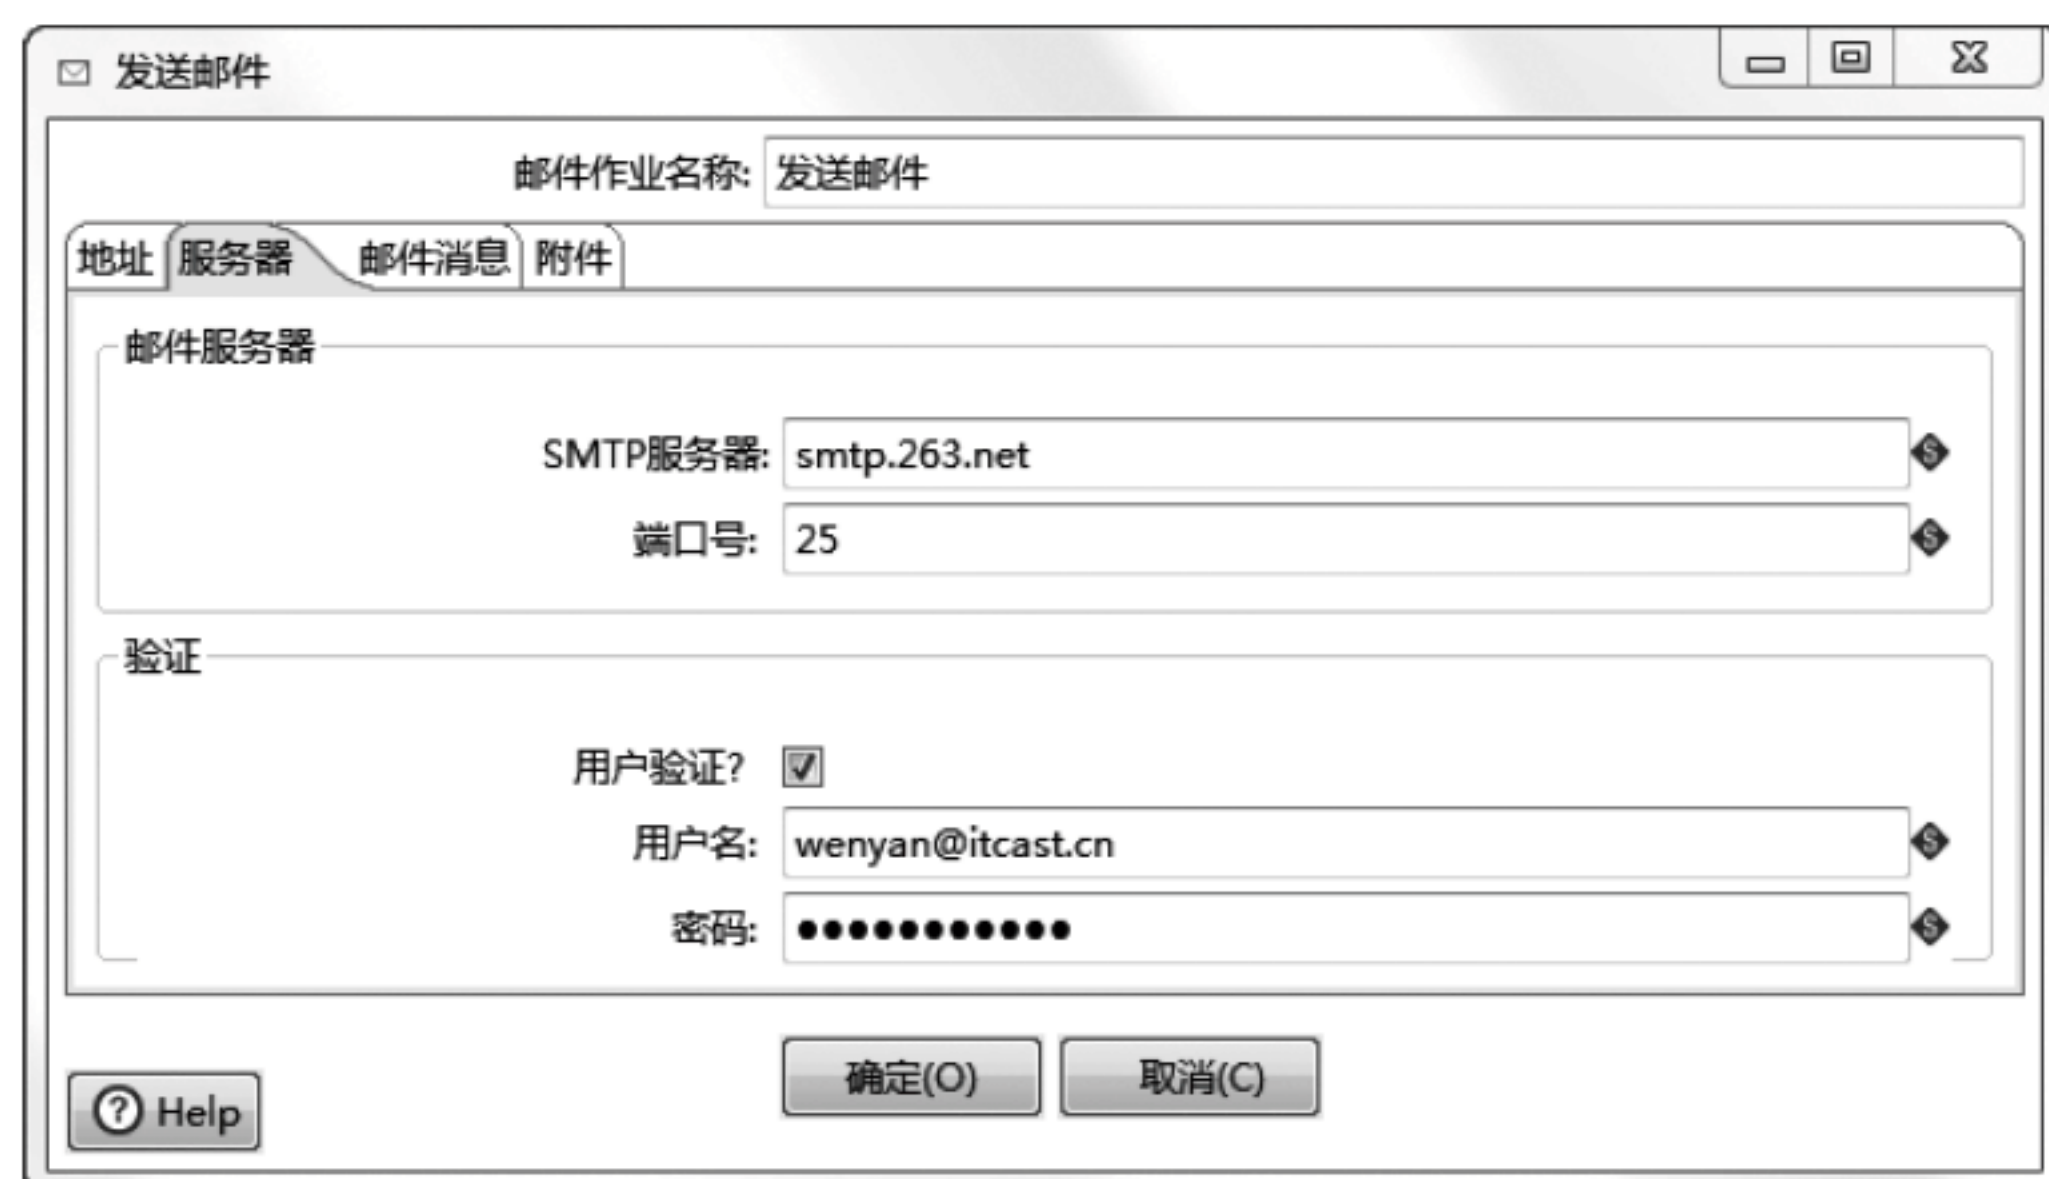 发送邮件
邮件作业名称: 发送邮件
地址 服务器 邮件消息 附件
邮件服务器
SMTP服务器: smtp.263.net
端口号: 25
验证
用户验证?
用户名: wenyan@itcast.cn
密码: ●●●●●●●●●●●
确定(O) 取消(C)
Help